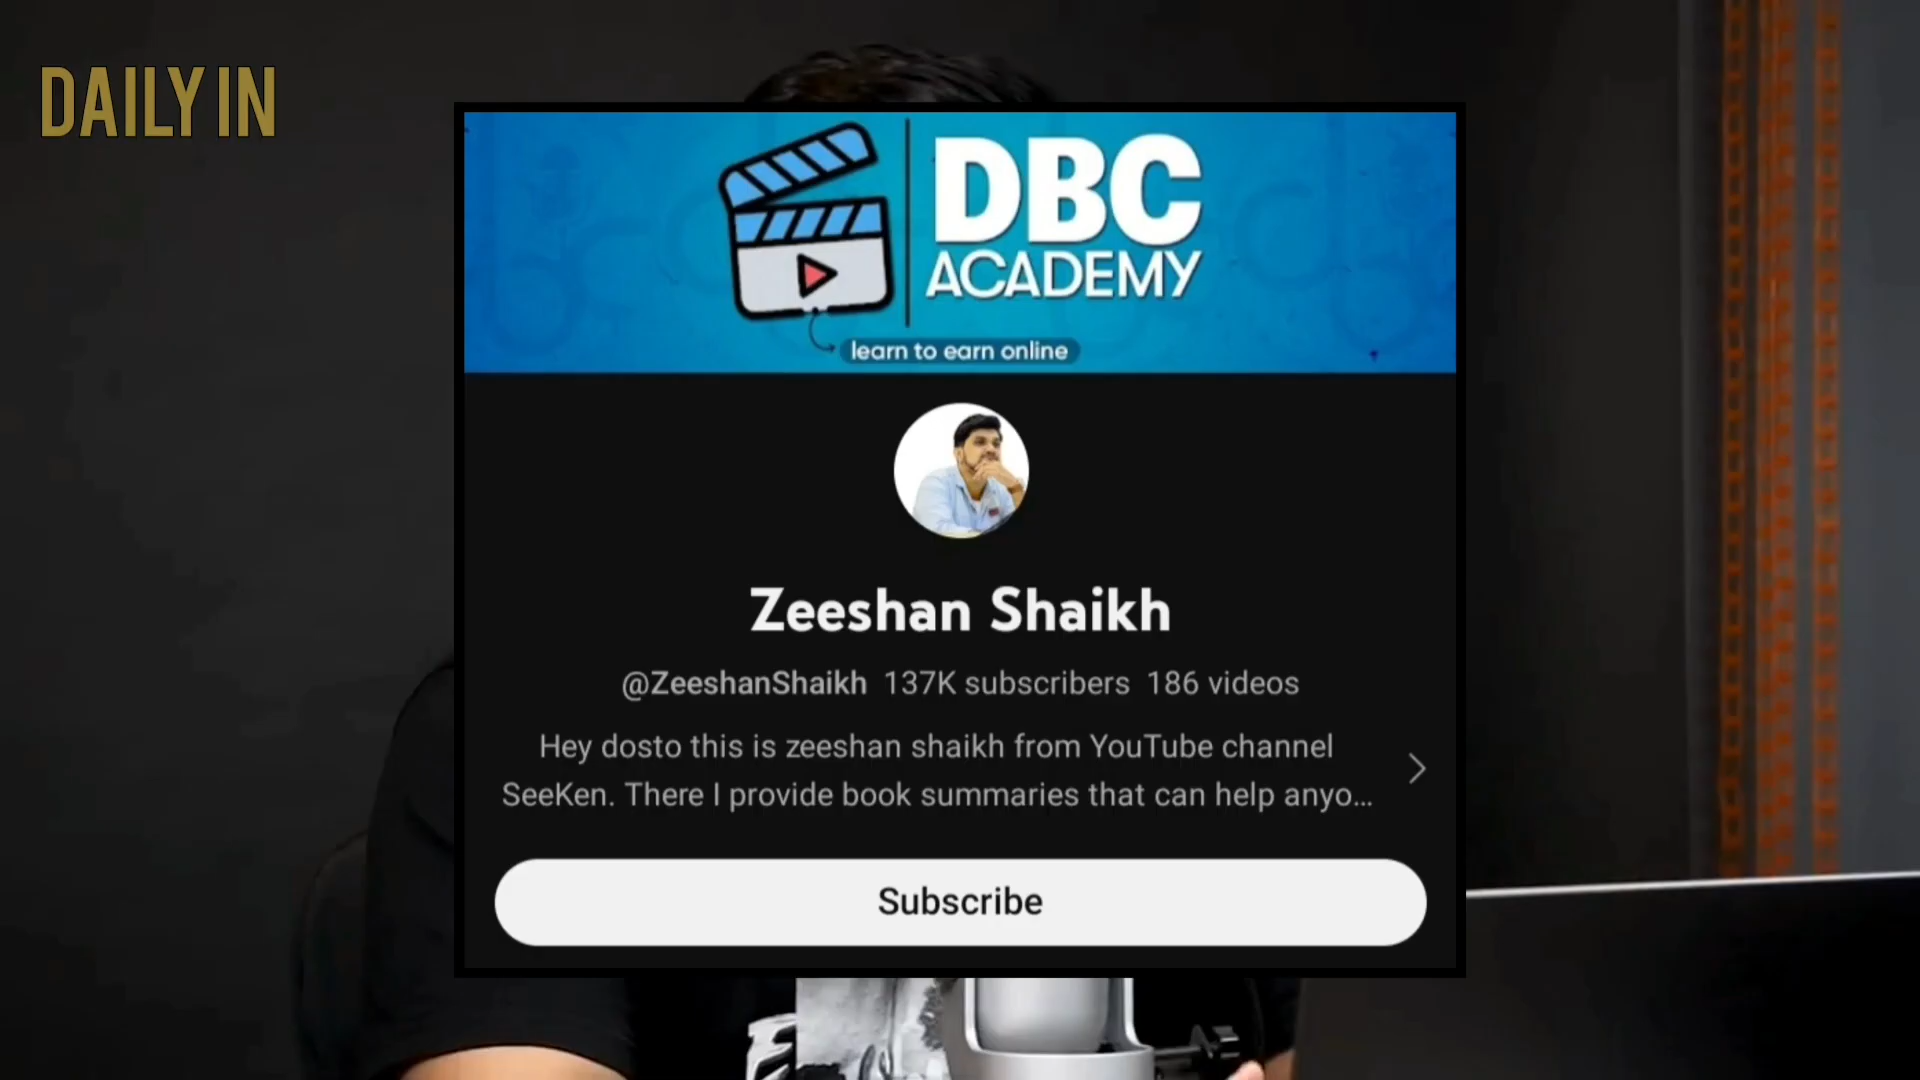 DAILY IN
DBC
ACADEMY
learn to earn online
Zeeshan Shaikh
@ZeeshanShaikh 137K subscribers 186 videos
Hey dosto this is zeeshan shaikh from YouTube channel
SeeKen. There I provide book summaries that can help anyo...
Subscribe